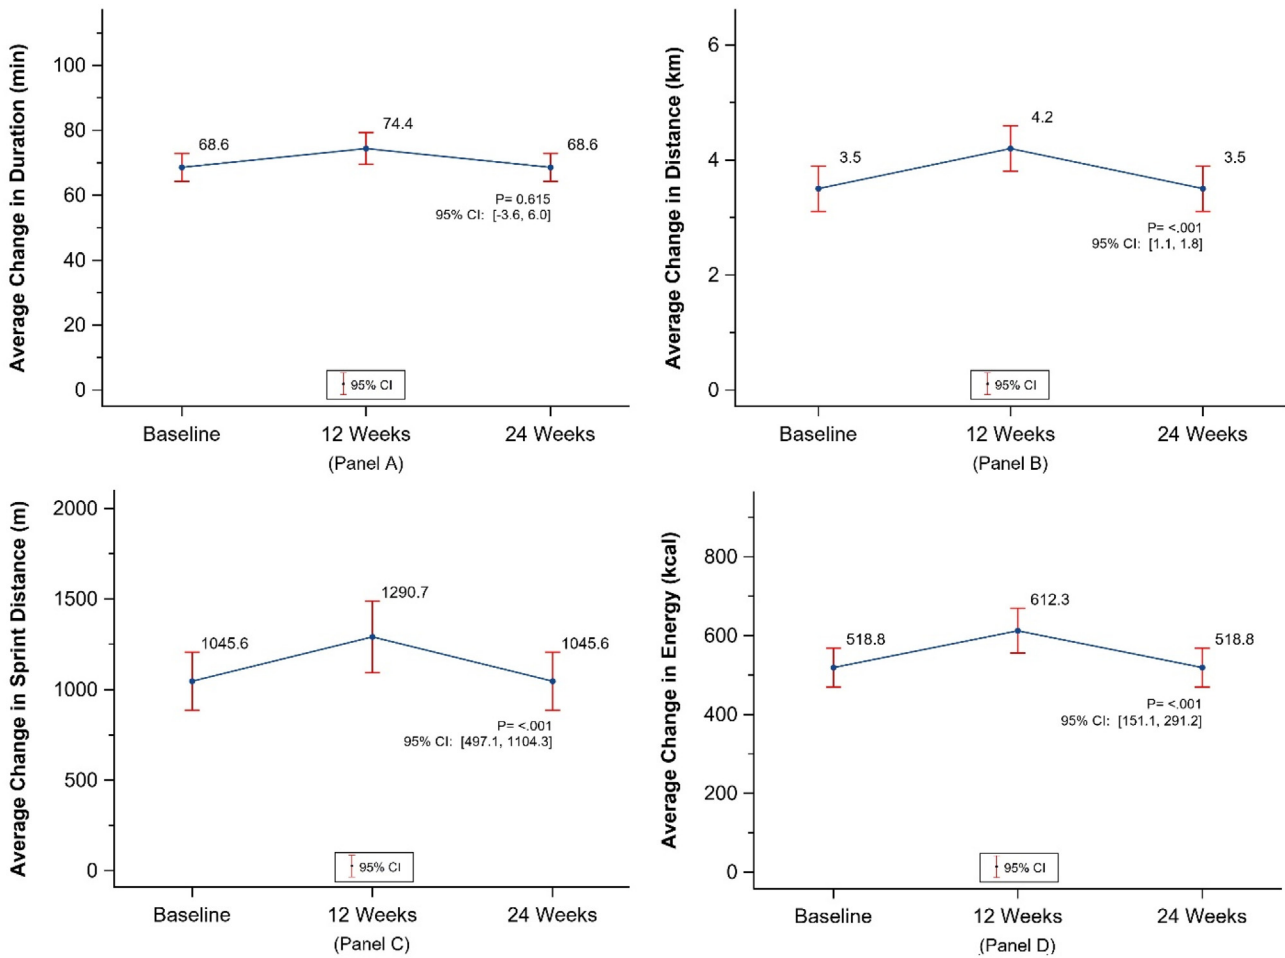 Average Change in Duration (min)
100
80
60
40
20
0
68.6
74.4
68.6
P= 0.615
95% CI: [-3.6, 6.0]
95% CI
Baseline
12 Weeks
24 Weeks
(Panel A)
Average Change in Distance (km)
6
4
2
0
3.5
4.2
3.5
P= <.001
95% CI: [1.1, 1.8]
95% CI
Baseline
12 Weeks
24 Weeks
(Panel B)
Average Change in Sprint Distance (m)
2000
1500
1000
500
0
1045.6
1290.7
1045.6
P= <.001
95% CI: [497.1, 1104.3]
95% CI
Baseline
12 Weeks
24 Weeks
(Panel C)
Average Change in Energy (kcal)
800
600
400
200
0
518.8
612.3
518.8
P= <.001
95% CI: [151.1, 291.2]
95% CI
Baseline
12 Weeks
24 Weeks
(Panel D)